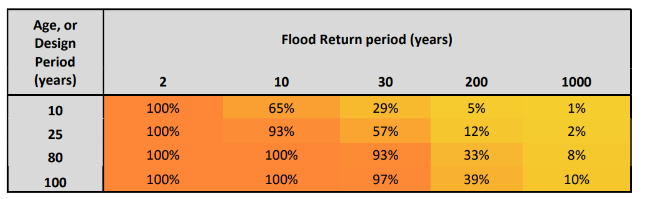 Age, or
Design
Period
(years)
Flood Return period (years)
2 10 30 200 1000
10 100% 65% 29% 5% 1%
25 100% 93% 57% 12% 2%
80 100% 100% 93% 33% 8%
100 100% 100% 97% 39% 10%